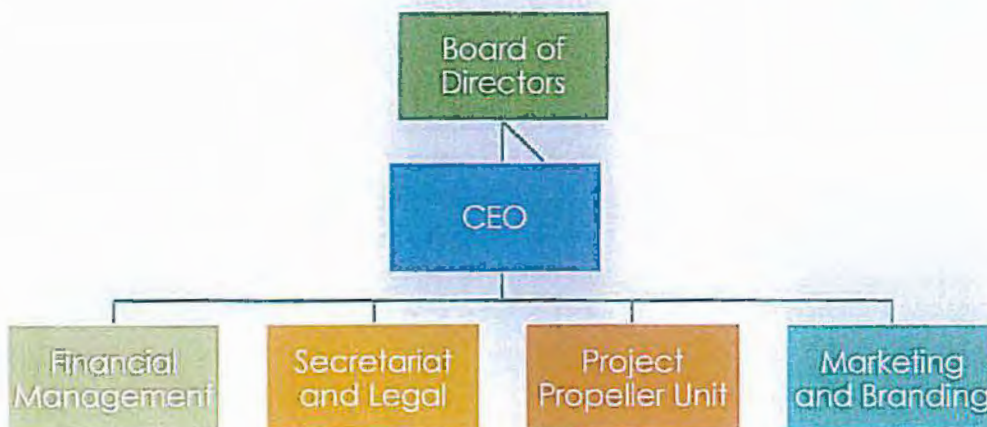 Board of
Directors
CEO
Financial
Management
Secretariat
and Legal
Project
Propeller Unit
Marketing
and Branding